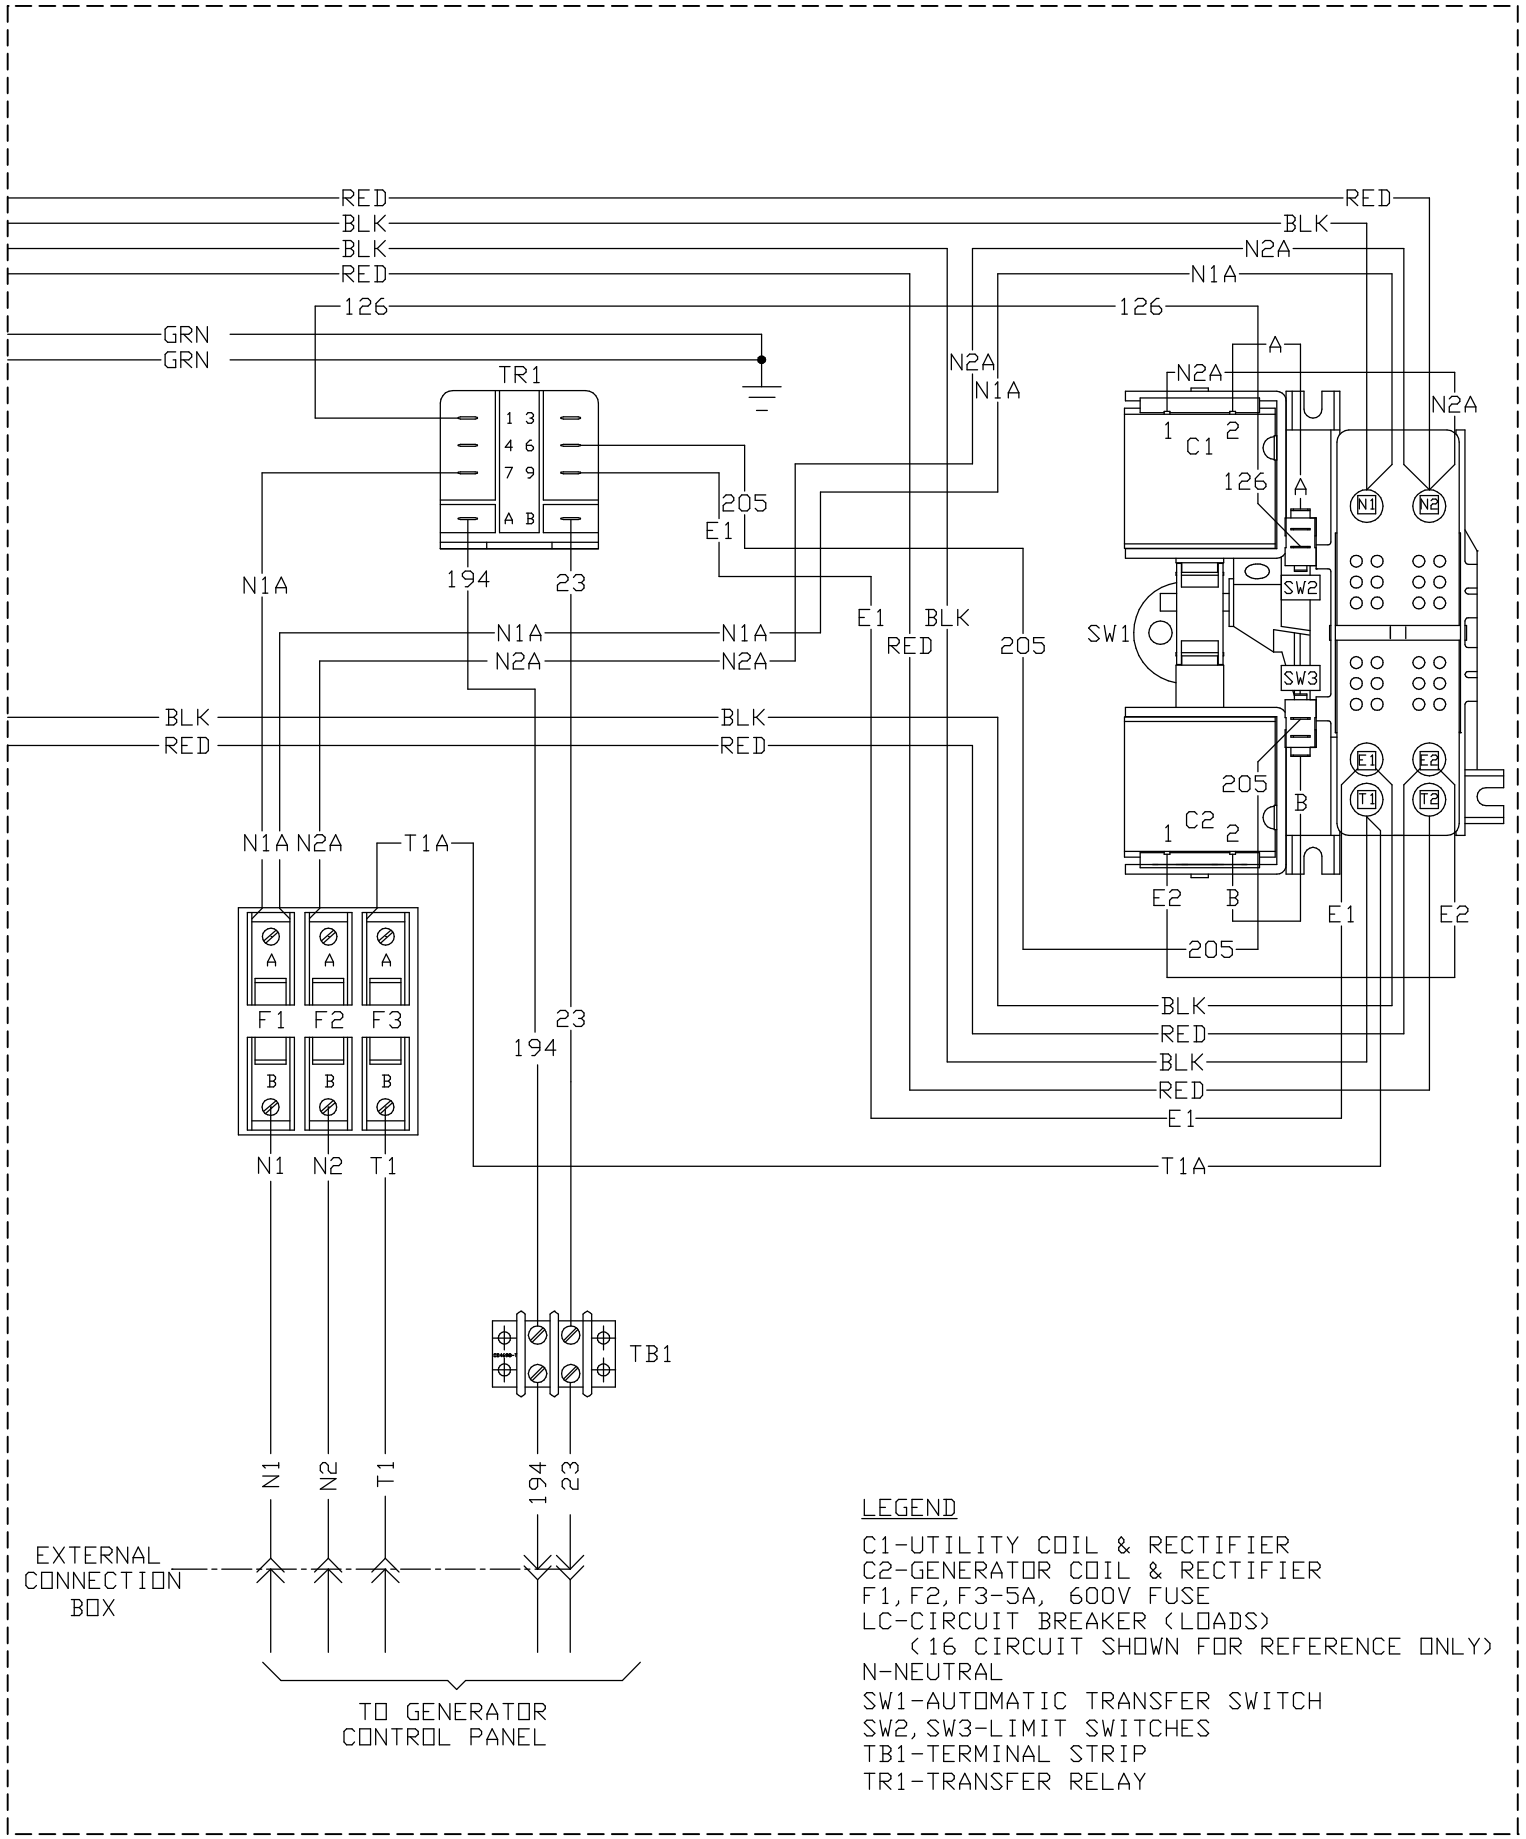 RED RED
BLK BLK
BLK N2A
RED N1A
126 126
GRN
GRN
A
N2A N2A
TR1
N1A N2A
1 3
4 6
7 9
A B
1 2
C1
126 A
N1 N2
205
E1
194 23
N1A
SW2
E1 BLK
N1A N1A SW1
RED 205
N2A N2A
SW3
BLK BLK
RED RED
E1 E2
205 B
T1 T2
C2
1 2
N1A N2A T1A
E2 B
E1 E2
205
A A A
BLK
F1 F2 F3 23
RED
194
BLK
B B B
RED
E1
N1 N2 T1 T1A
TB1
N1 N2 T1 194 23
EXTERNAL
CONNECTION
BOX
TO GENERATOR
CONTROL PANEL
LEGEND
C1-UTILITY COIL & RECTIFIER
C2-GENERATOR COIL & RECTIFIER
F1,F2,F3-5A, 600V FUSE
LC-CIRCUIT BREAKER (LOADS)
(16 CIRCUIT SHOWN FOR REFERENCE ONLY)
N-NEUTRAL
SW1-AUTOMATIC TRANSFER SWITCH
SW2,SW3-LIMIT SWITCHES
TB1-TERMINAL STRIP
TR1-TRANSFER RELAY